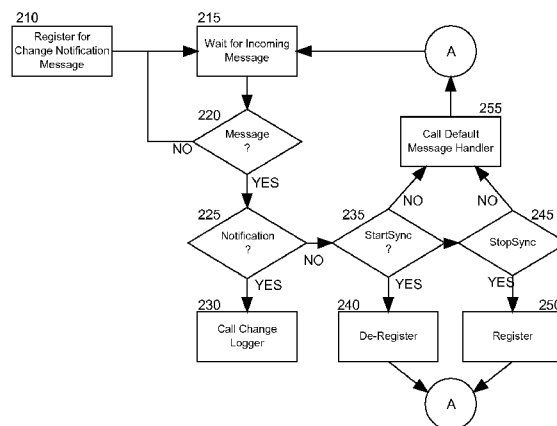 210
Register for
Change Notification
Message
215
Wait for Incoming
Message
A
220
Message
?
NO
YES
255
Call Default
Message Handler
225
Notification
?
NO
YES
235
StartSync
?
NO
YES
245
StopSync
NO
YES
230
Call Change
Logger
240
De-Register
250
Register
A